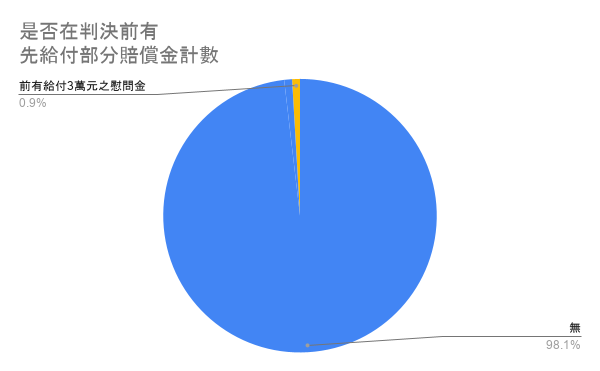 是否在判決前有
先給付部分賠償金計數
前有給付3萬元之慰問金
0.9%
無
98.1%